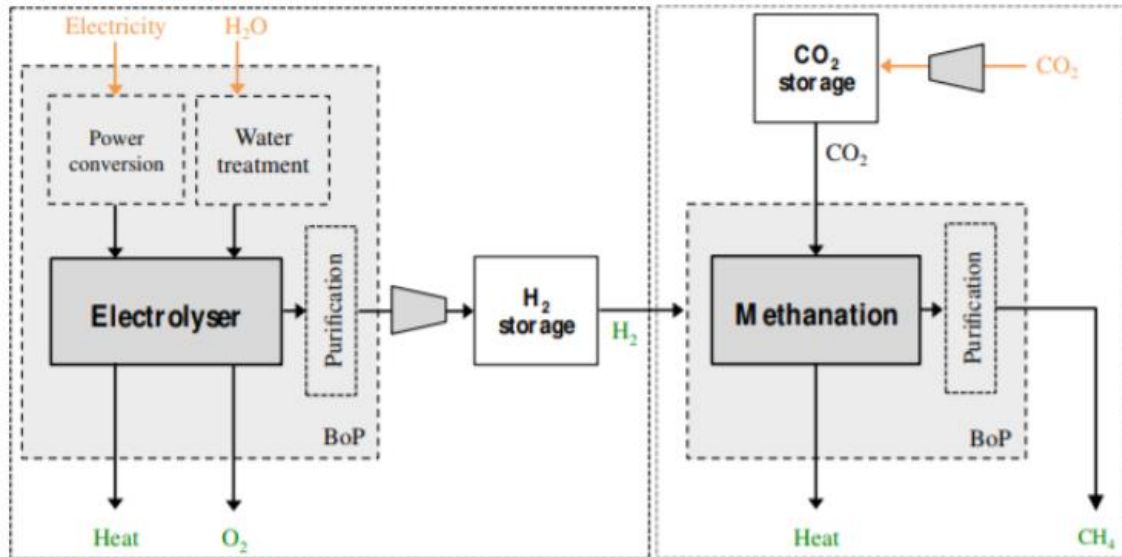 Electricity
H₂O
Power
conversion
Water
treatment
Electrolyser
Purification
BoP
Heat
O₂
H₂
storage
H₂
CO₂
storage
CO₂
CO₂
Methanation
Purification
BoP
Heat
CH₄